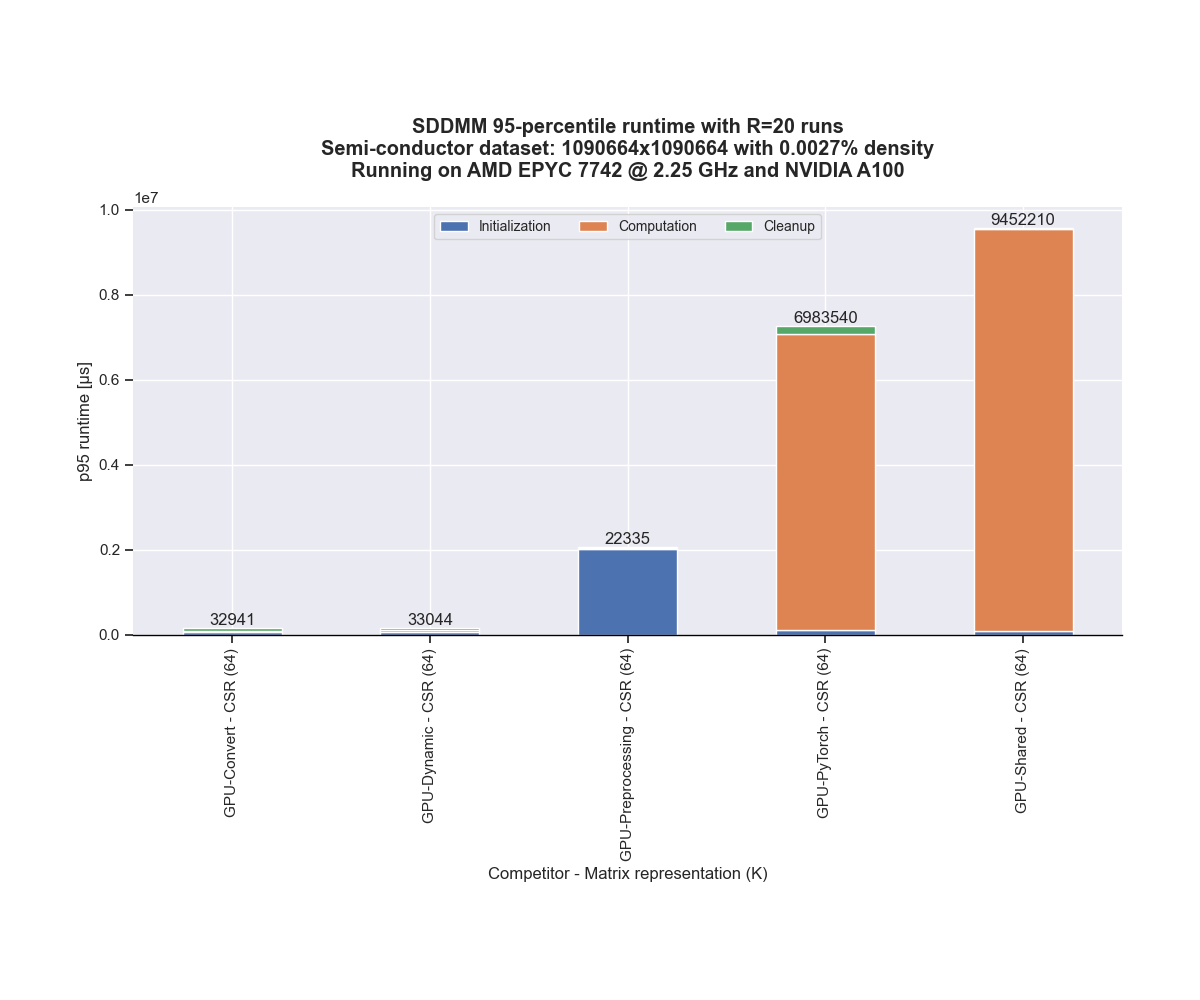 SDDMM 95-percentile runtime with R=20 runs
Semi-conductor dataset: 1090664x1090664 with 0.0027% density
Running on AMD EPYC 7742 @ 2.25 GHz and NVIDIA A100
1e7
Initialization Computation Cleanup
1.0
0.8
0.6
0.4
0.2
0.0
p95 runtime [µs]
32941
33044
22335
6983540
9452210
GPU-Convert - CSR (64)
GPU-Dynamic - CSR (64)
GPU-Preprocessing - CSR (64)
GPU-PyTorch - CSR (64)
GPU-Shared - CSR (64)
Competitor - Matrix representation (K)